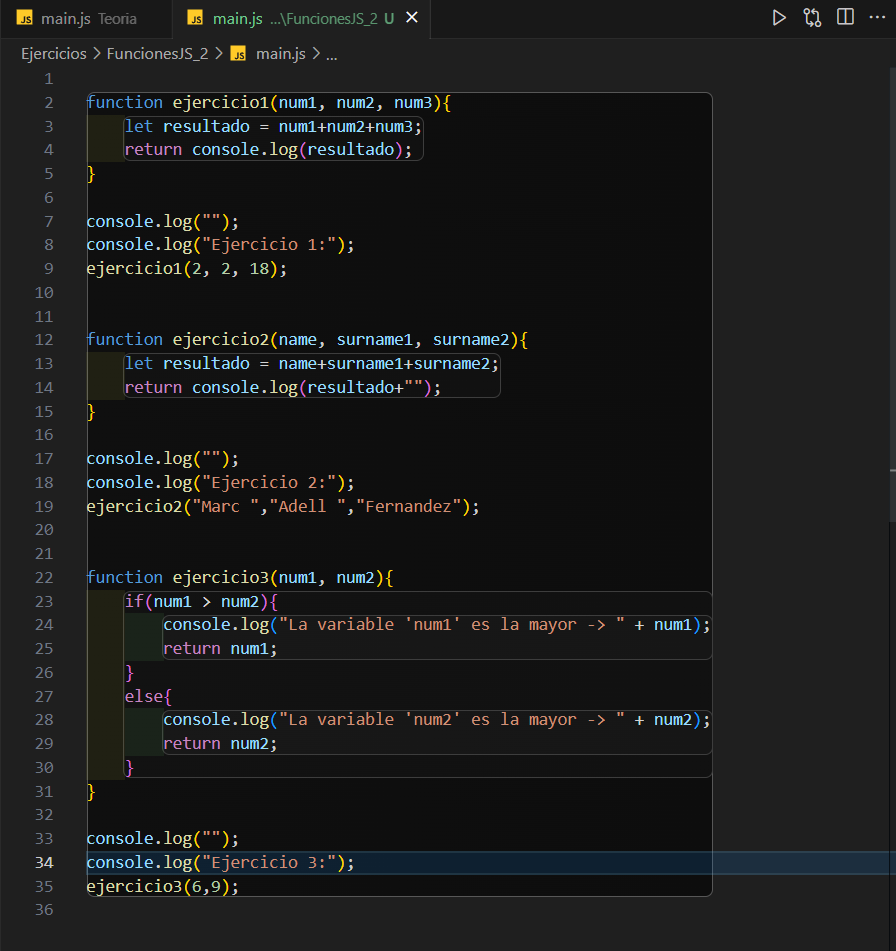 JS main.js Teoria JS main.js ...\FuncionesJS_2 U
Ejercicios > FuncionesJS_2 > JS main.js > ...
1
2 function ejercicio1(num1, num2, num3){
3 let resultado = num1+num2+num3;
4 return console.log(resultado);
5 }
6
7 console.log("");
8 console.log("Ejercicio 1:");
9 ejercicio1(2, 2, 18);
10
11
12 function ejercicio2(name, surname1, surname2){
13 let resultado = name+surname1+surname2;
14 return console.log(resultado+"");
15 }
16
17 console.log("");
18 console.log("Ejercicio 2:");
19 ejercicio2("Marc ","Adell ","Fernandez");
20
21
22 function ejercicio3(num1, num2){
23 if(num1 > num2){
24 console.log("La variable 'num1' es la mayor -> " + num1);
25 return num1;
26 }
27 else{
28 console.log("La variable 'num2' es la mayor -> " + num2);
29 return num2;
30 }
31 }
32
33 console.log("");
34 console.log("Ejercicio 3:");
35 ejercicio3(6,9);
36